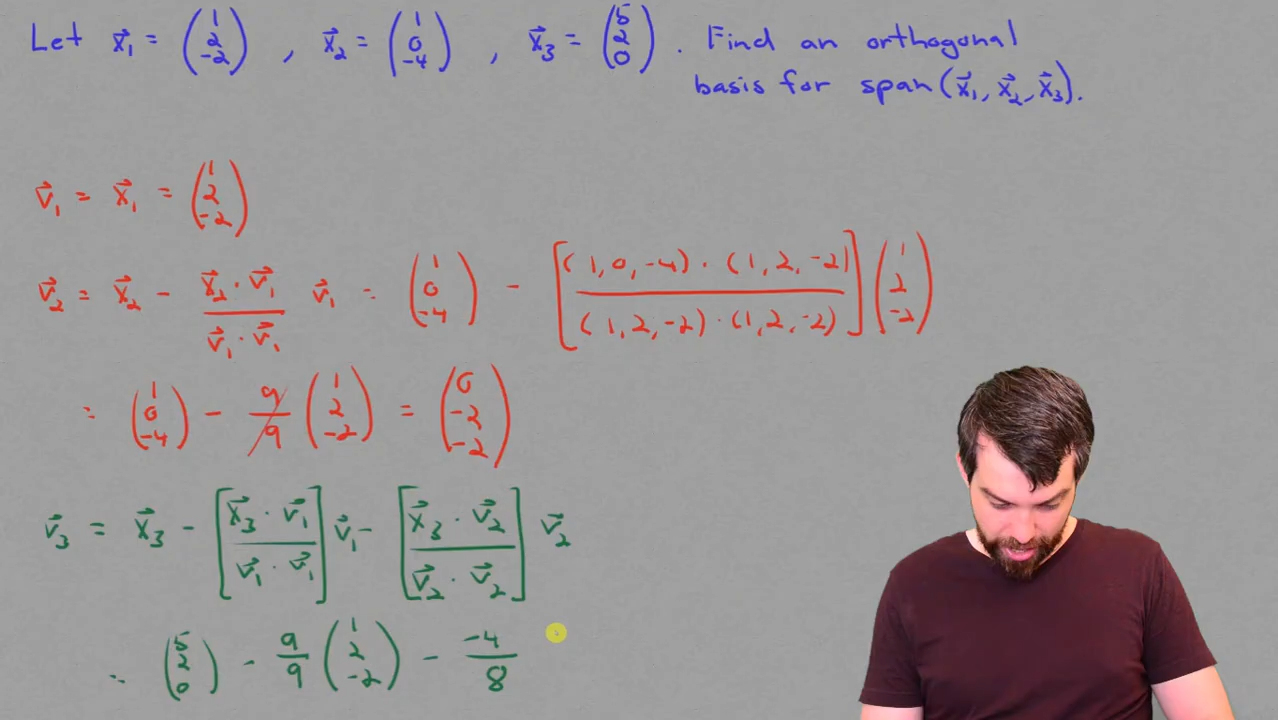 Let x⃗₁ = (1 2 -2), x⃗₂ = (1 0 -4), x⃗₃ = (5 2 0). Find an orthogonal
basis for span(x⃗₁, x⃗₂, x⃗₃).
v⃗₁ = x⃗₁ = (1 2 -2)
v⃗₂ = x⃗₂ - x⃗₂ · v⃗₁ / v⃗₁ · v⃗₁ v⃗₁ = (1 0 -4) - [(1, 0, -4) · (1, 2, -2) / (1, 2, -2) · (1, 2, -2)] (1 2 -2)
= (1 0 -4) - 9/9 (1 2 -2) = (0 -2 -2)
v⃗₃ = x⃗₃ - [x⃗₃ · v⃗₁ / v⃗₁ · v⃗₁] v⃗₁ - [x⃗₃ · v⃗₂ / v⃗₂ · v⃗₂] v⃗₂
= (5 2 0) - 9/9 (1 2 -2) - -4/8